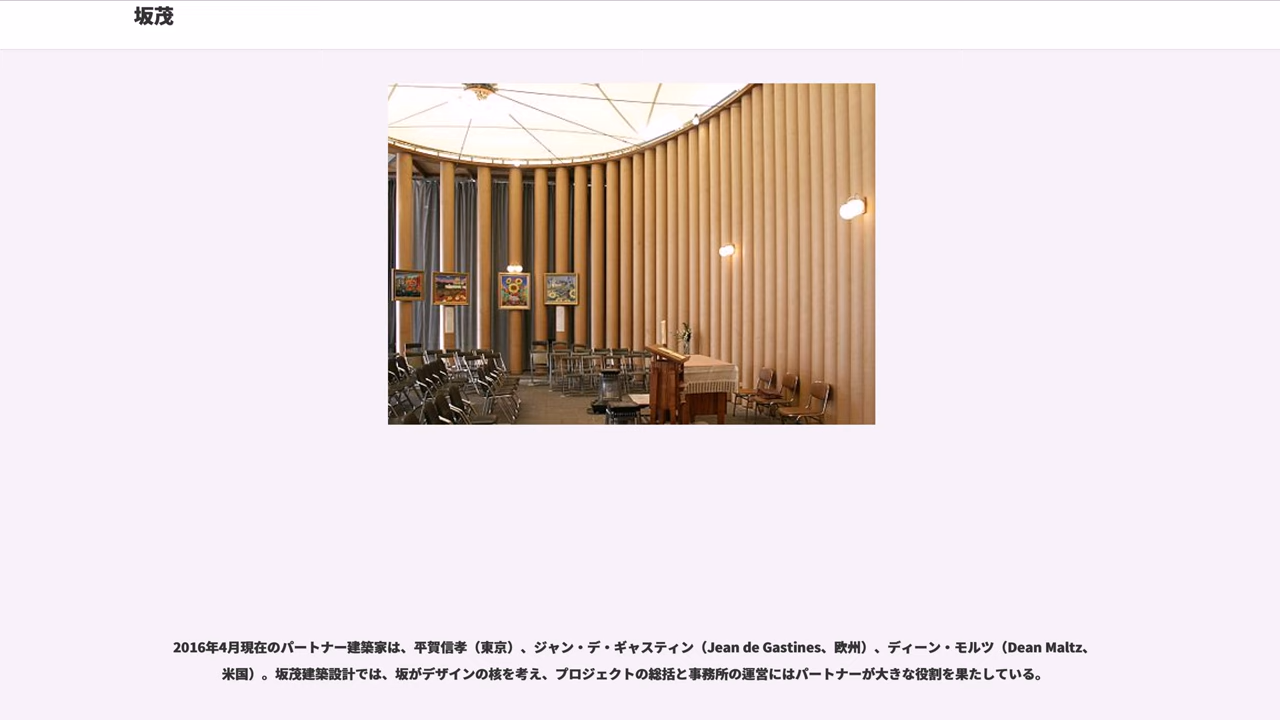 坂茂
2016年4月現在のパートナー建築家は、平賀信孝（東京）、ジャン・デ・ギャスティン（Jean de Gastines、欧州）、ディーン・モルツ（Dean Maltz、
米国）。坂茂建築設計では、坂がデザインの核を考え、プロジェクトの総括と事務所の運営にはパートナーが大きな役割を果たしている。